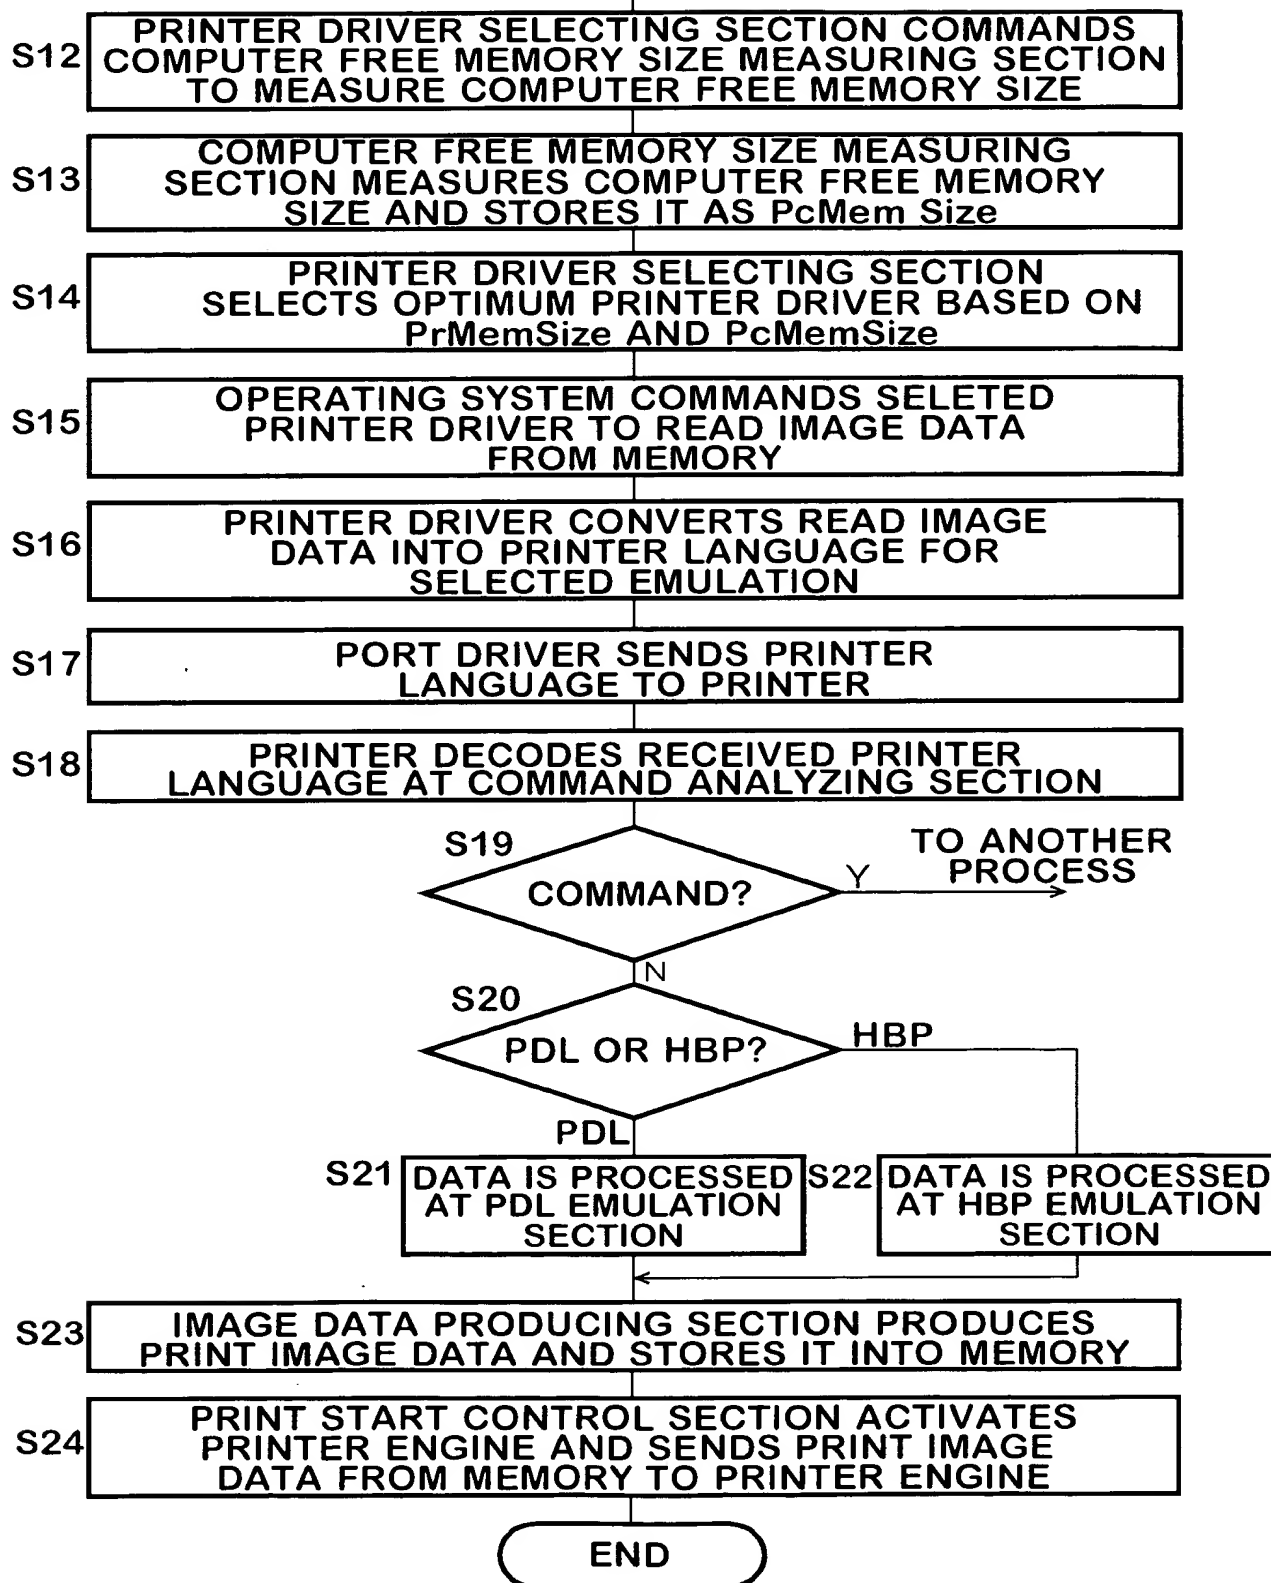 S12
PRINTER DRIVER SELECTING SECTION COMMANDS
COMPUTER FREE MEMORY SIZE MEASURING SECTION
TO MEASURE COMPUTER FREE MEMORY SIZE
S13
COMPUTER FREE MEMORY SIZE MEASURING
SECTION MEASURES COMPUTER FREE MEMORY
SIZE AND STORES IT AS PcMem Size
S14
PRINTER DRIVER SELECTING SECTION
SELECTS OPTIMUM PRINTER DRIVER BASED ON
PrMemSize AND PcMemSize
S15
OPERATING SYSTEM COMMANDS SELETED
PRINTER DRIVER TO READ IMAGE DATA
FROM MEMORY
S16
PRINTER DRIVER CONVERTS READ IMAGE
DATA INTO PRINTER LANGUAGE FOR
SELECTED EMULATION
S17
PORT DRIVER SENDS PRINTER
LANGUAGE TO PRINTER
S18
PRINTER DECODES RECEIVED PRINTER
LANGUAGE AT COMMAND ANALYZING SECTION
S19
COMMAND?
Y
TO ANOTHER
PROCESS
N
S20
PDL OR HBP?
HBP
PDL
S21
DATA IS PROCESSED
AT PDL EMULATION
SECTION
S22
DATA IS PROCESSED
AT HBP EMULATION
SECTION
S23
IMAGE DATA PRODUCING SECTION PRODUCES
PRINT IMAGE DATA AND STORES IT INTO MEMORY
S24
PRINT START CONTROL SECTION ACTIVATES
PRINTER ENGINE AND SENDS PRINT IMAGE
DATA FROM MEMORY TO PRINTER ENGINE
END